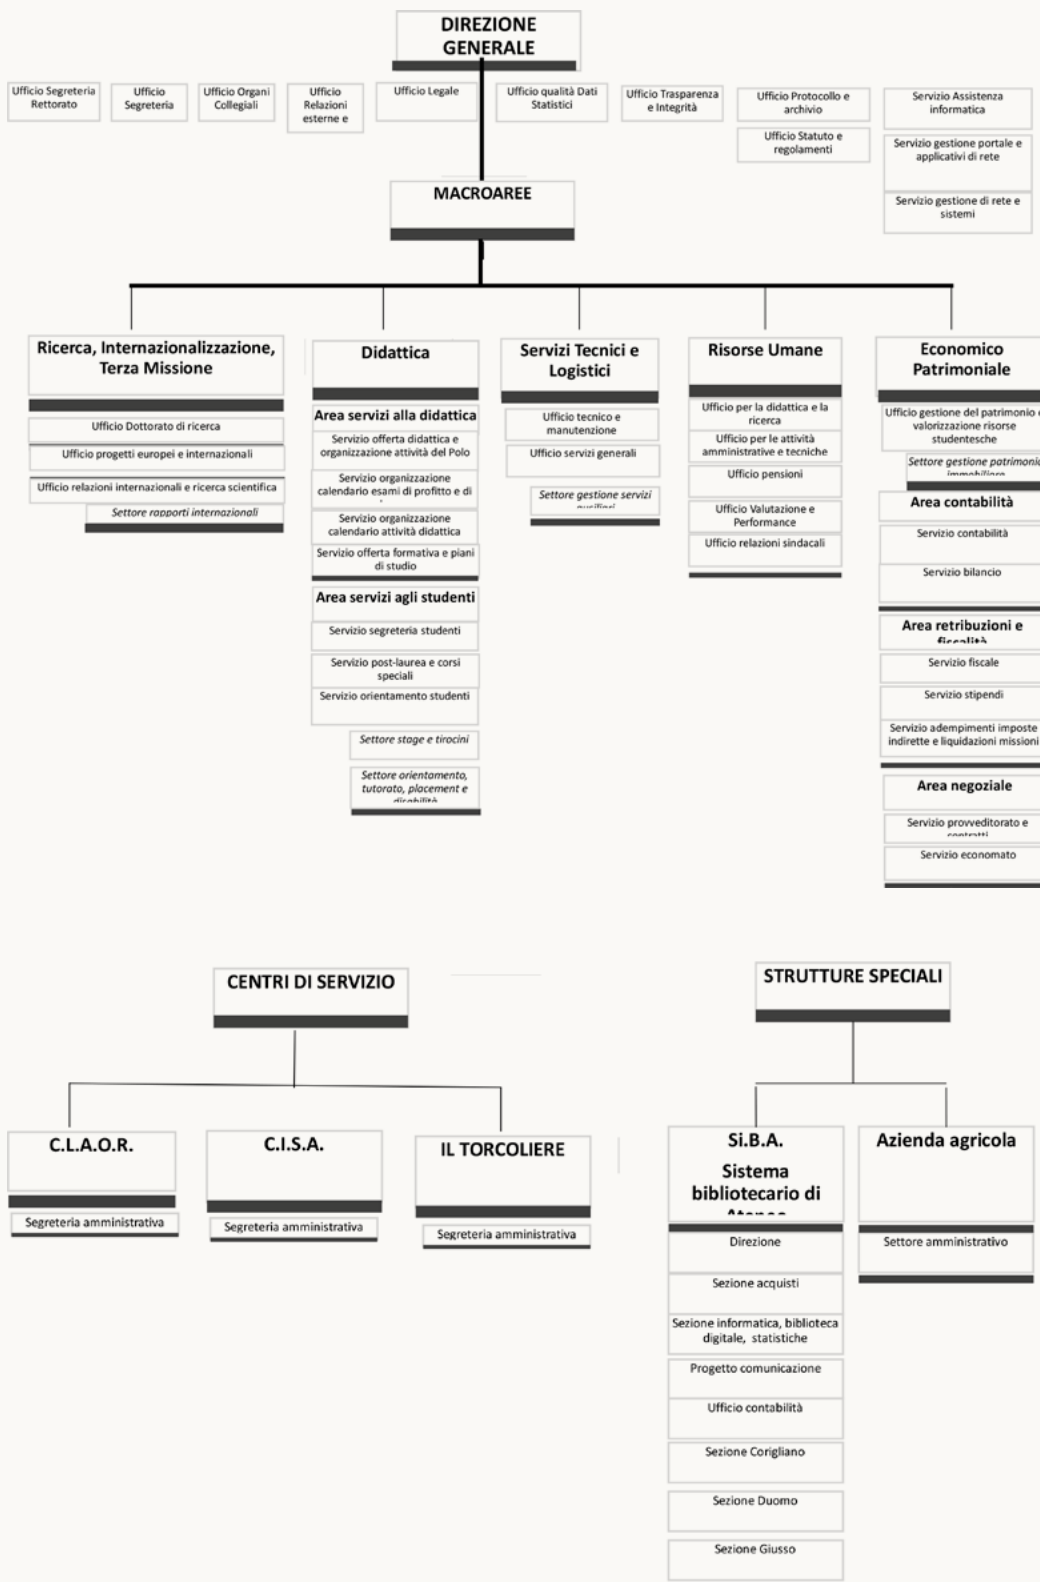 DIREZIONE
GENERALE
Ufficio Segreteria
Rettorato
Ufficio
Segreteria
Ufficio Organi
Collegiali
Ufficio
Relazioni
esterne e
Ufficio Legale
Ufficio qualità Dati
Statistici
Ufficio Trasparenza
e Integrità
Ufficio Protocollo e
archivio
Ufficio Statuto e
regolamenti
Servizio Assistenza
informatica
Servizio gestione portale e
applicativi di rete
Servizio gestione di rete e
sistemi
MACROAREE
Ricerca, Internazionalizzazione,
Terza Missione
Ufficio Dottorato di ricerca
Ufficio progetti europei e internazionali
Ufficio relazioni internazionali e ricerca scientifica
Settore rapporti internazionali
Didattica
Area servizi alla didattica
Servizio offerta didattica e
organizzazione attività del Polo
Servizio organizzazione
calendario esami di profitto e di
Servizio organizzazione
calendario attività didattica
Servizio offerta formativa e piani
di studio
Area servizi agli studenti
Servizio segreteria studenti
Servizio post-laurea e corsi
speciali
Servizio orientamento studenti
Settore stage e tirocini
Settore orientamento,
tutorato, placement e
disabilità
Servizi Tecnici e
Logistici
Ufficio tecnico e
manutenzione
Ufficio servizi generali
Settore gestione servizi
ausiliari
Risorse Umane
Ufficio per la didattica e la
ricerca
Ufficio per le attività
amministrative e tecniche
Ufficio pensioni
Ufficio Valutazione e
Performance
Ufficio relazioni sindacali
Economico
Patrimoniale
Ufficio gestione del patrimonio e
valorizzazione risorse
studentesche
Settore gestione patrimonio
immobiliare
Area contabilità
Servizio contabilità
Servizio bilancio
Area retribuzioni e
fiscalità
Servizio fiscale
Servizio stipendi
Servizio adempimenti imposte
indirette e liquidazioni missioni
Area negoziale
Servizio provveditorato e
contratti
Servizio economato
CENTRI DI SERVIZIO
C.L.A.O.R.
Segreteria amministrativa
C.I.S.A.
Segreteria amministrativa
IL TORCOLIERE
Segreteria amministrativa
STRUTTURE SPECIALI
Si.B.A.
Sistema
bibliotecario di
Ateneo
Direzione
Sezione acquisti
Sezione informatica, biblioteca
digitale, statistiche
Progetto comunicazione
Ufficio contabilità
Sezione Corigliano
Sezione Duomo
Sezione Giusso
Azienda agricola
Settore amministrativo